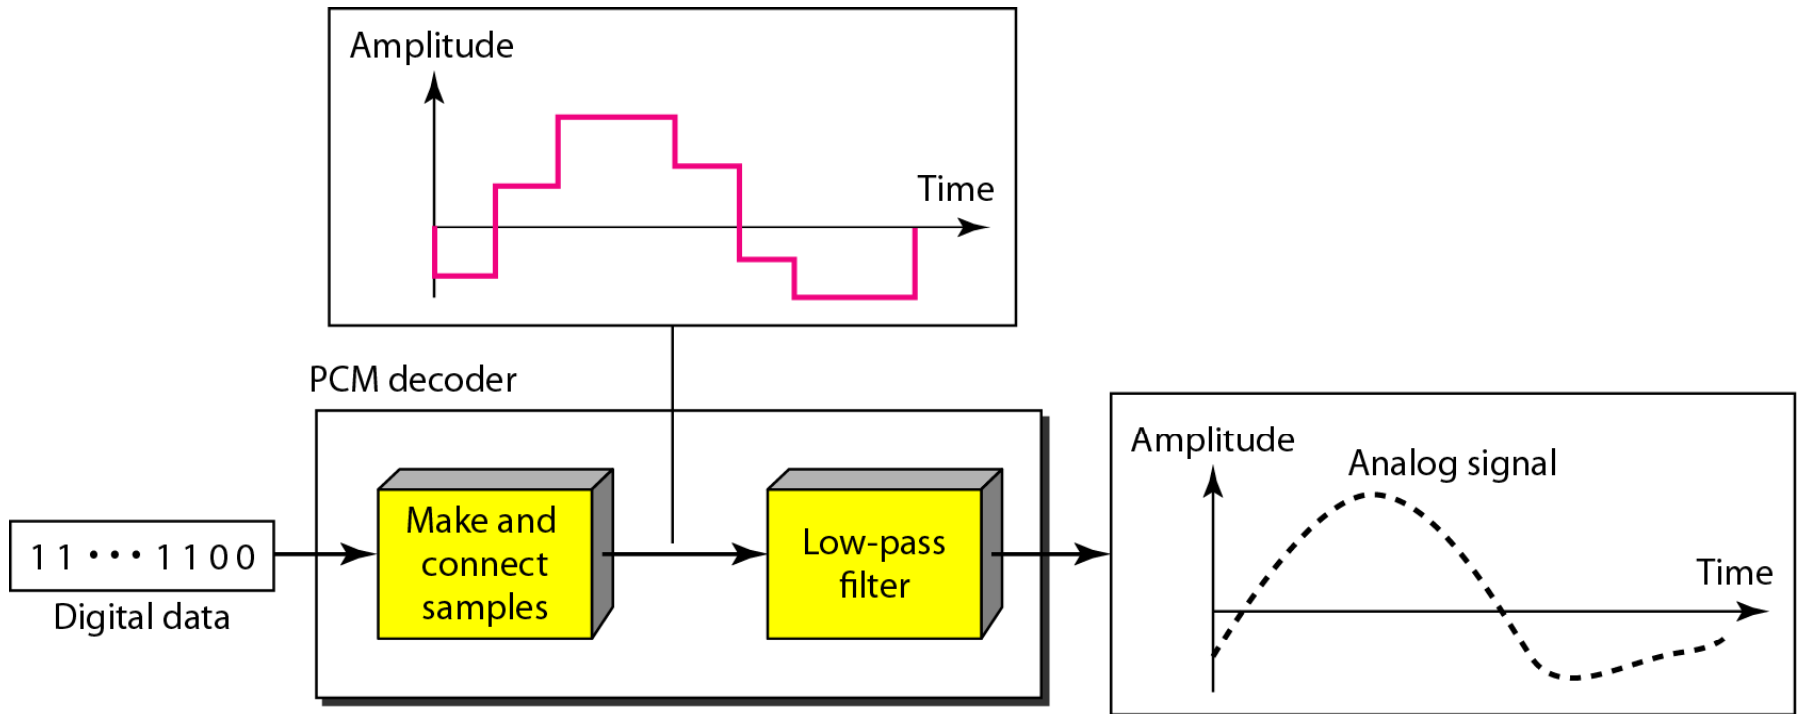 Amplitude
Time
PCM decoder
Make and
connect
samples
Low-pass
filter
1 1 • • • 1 1 0 0
Digital data
Amplitude
Analog signal
Time